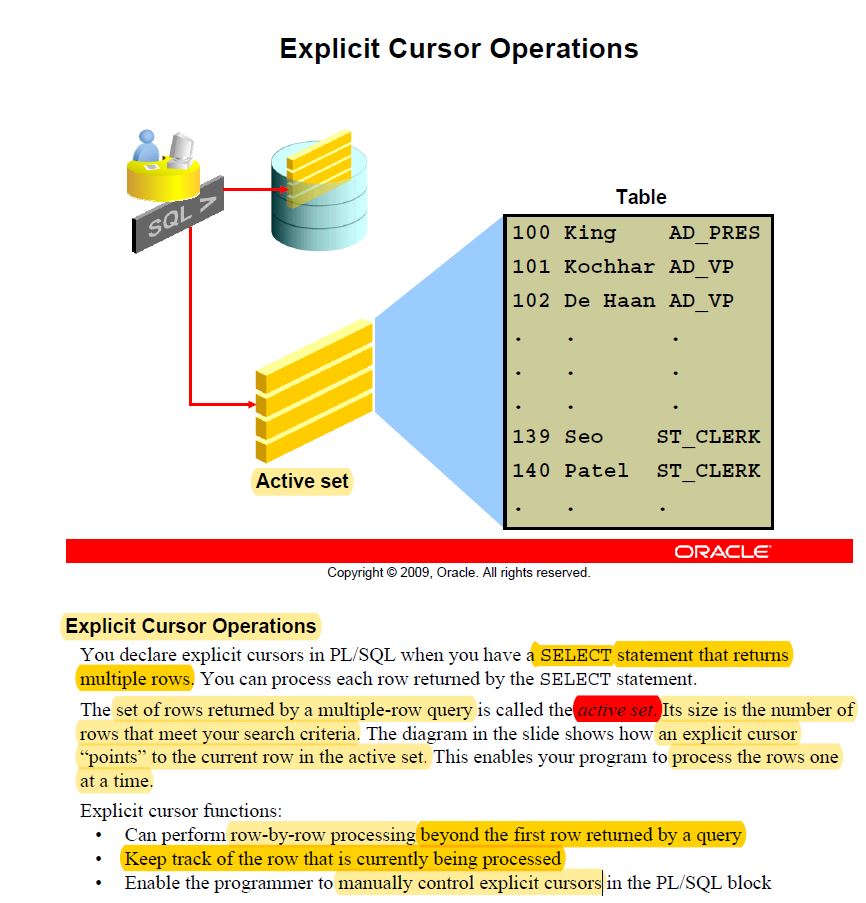 Explicit Cursor Operations
SQL >
Table
100 King AD_PRES
101 Kochhar AD_VP
102 De Haan AD_VP
. . .
. . .
. . .
139 Seo ST_CLERK
140 Patel ST_CLERK
. . .
Active set
ORACLE
Copyright © 2009, Oracle. All rights reserved.
Explicit Cursor Operations
You declare explicit cursors in PL/SQL when you have a SELECT statement that returns
multiple rows. You can process each row returned by the SELECT statement.
The set of rows returned by a multiple-row query is called the active set. Its size is the number of
rows that meet your search criteria. The diagram in the slide shows how an explicit cursor
“points” to the current row in the active set. This enables your program to process the rows one
at a time.
Explicit cursor functions:
• Can perform row-by-row processing beyond the first row returned by a query
• Keep track of the row that is currently being processed
• Enable the programmer to manually control explicit cursors in the PL/SQL block